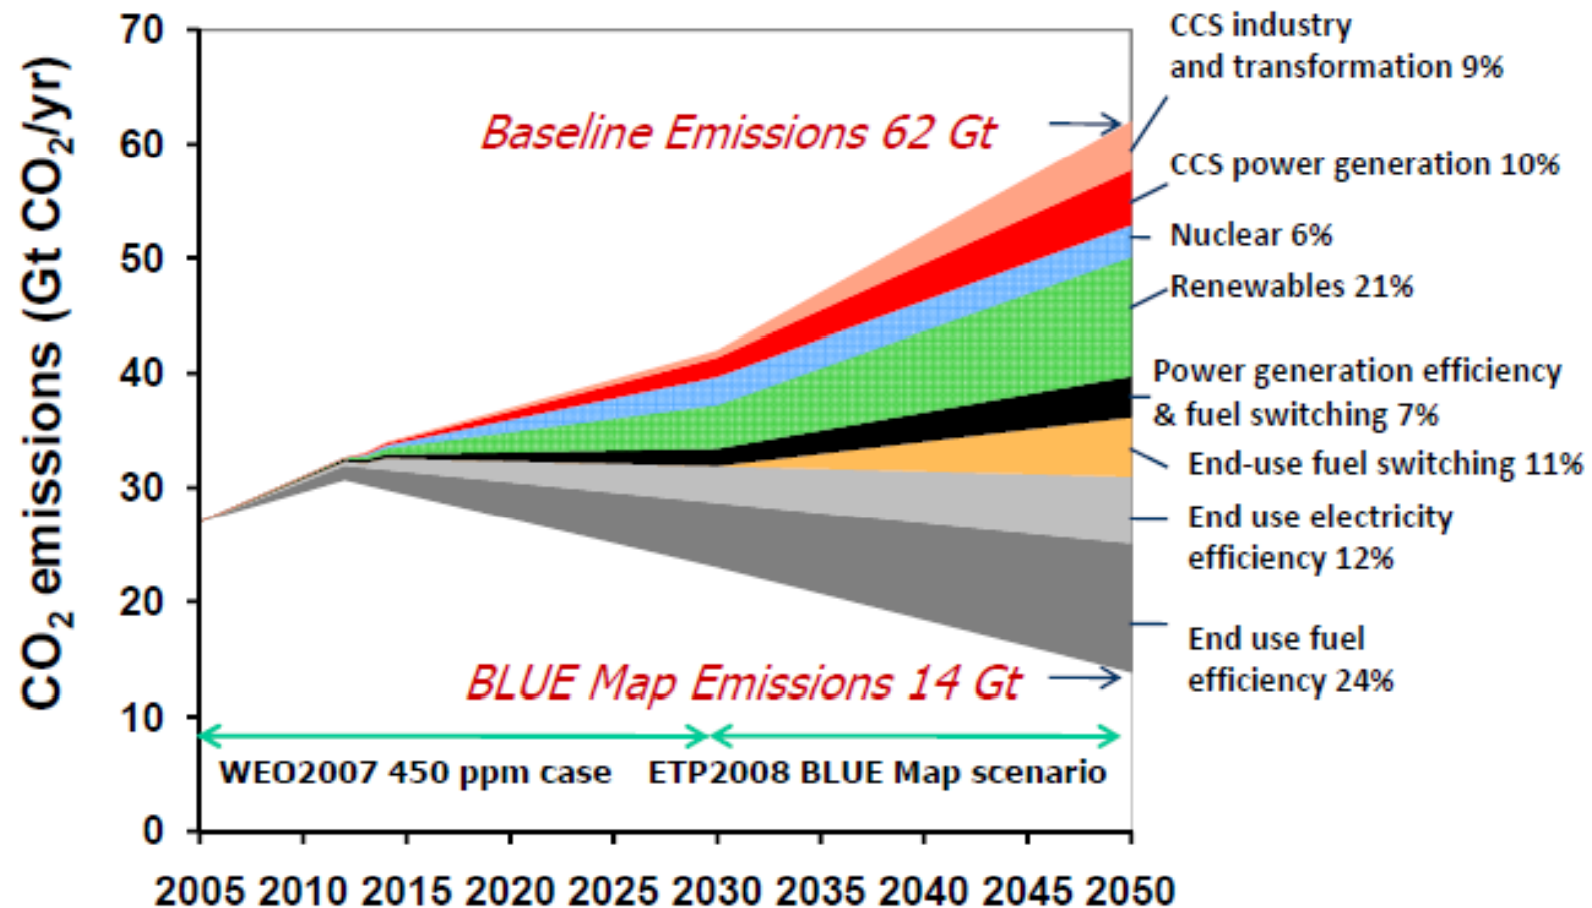 CO₂ emissions (Gt CO₂/yr)
70
60
50
40
30
20
10
0
Baseline Emissions 62 Gt
BLUE Map Emissions 14 Gt
WEO2007 450 ppm case
ETP2008 BLUE Map scenario
2005 2010 2015 2020 2025 2030 2035 2040 2045 2050
CCS industry
and transformation 9%
CCS power generation 10%
Nuclear 6%
Renewables 21%
Power generation efficiency
& fuel switching 7%
End-use fuel switching 11%
End use electricity
efficiency 12%
End use fuel
efficiency 24%